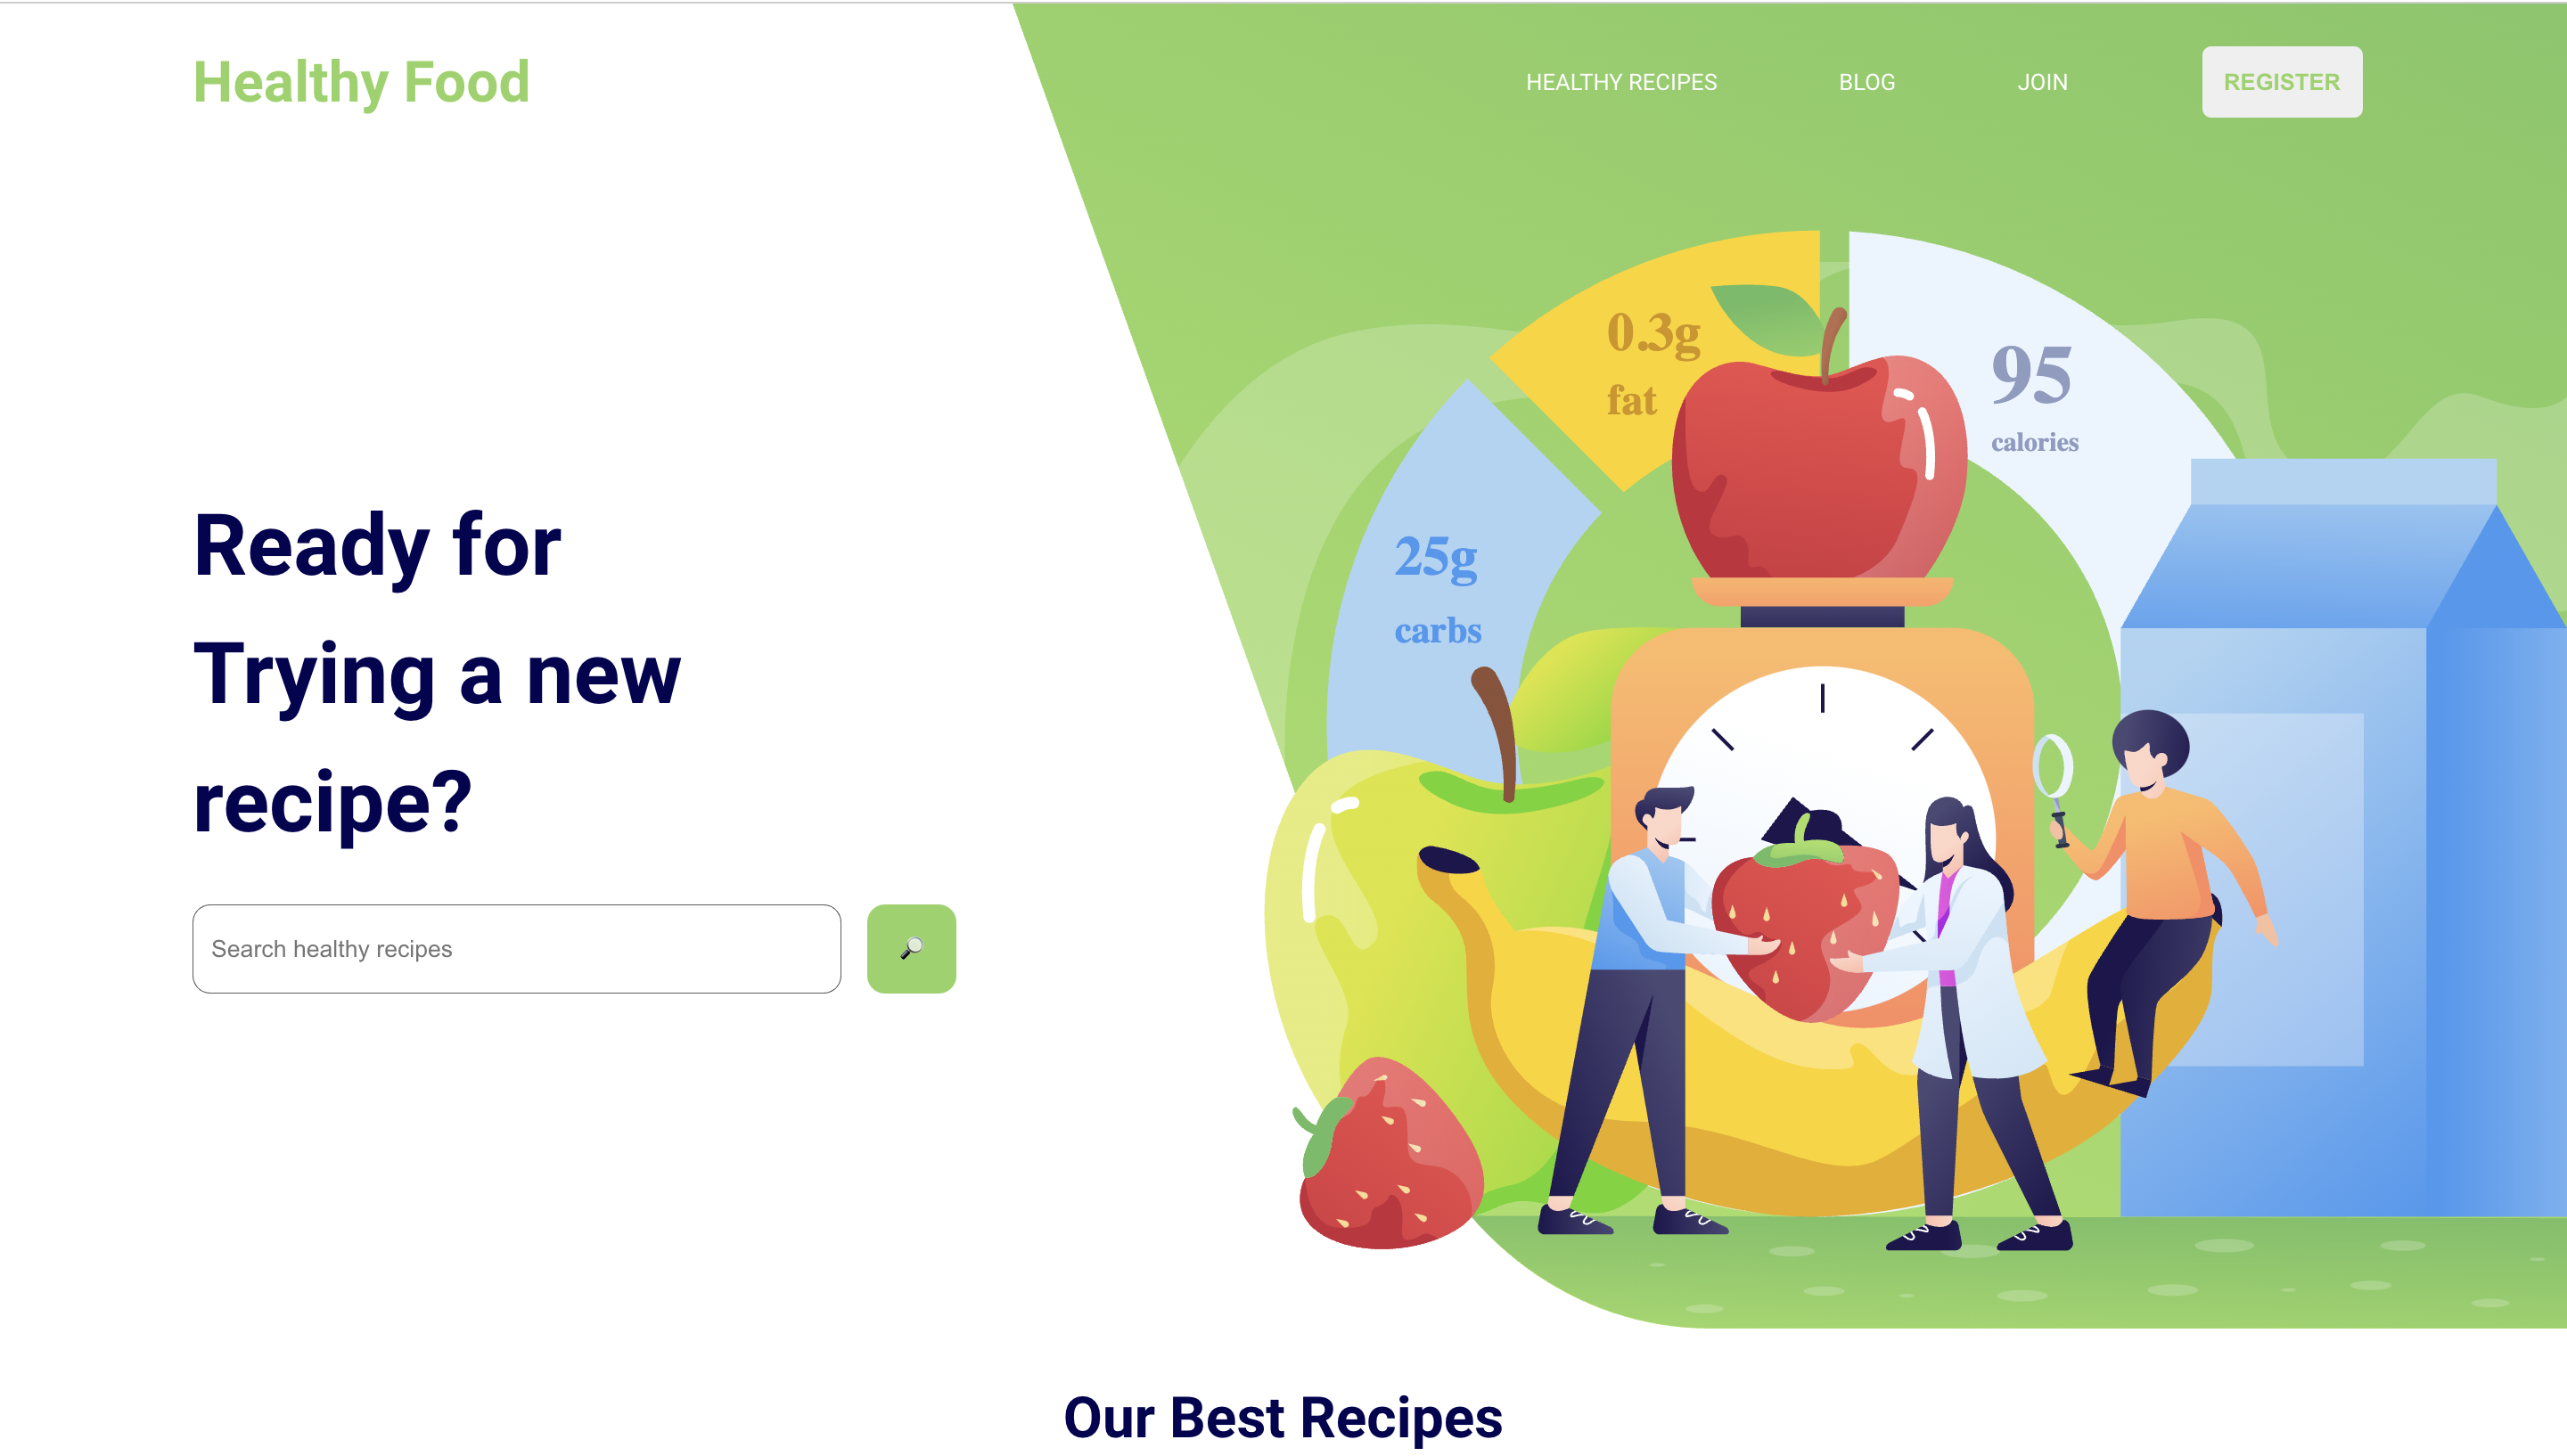 Healthy Food
HEALTHY RECIPES
BLOG
JOIN
REGISTER
Ready for
Trying a new
recipe?
Search healthy recipes
0.3g
fat
95
calories
25g
carbs
Our Best Recipes